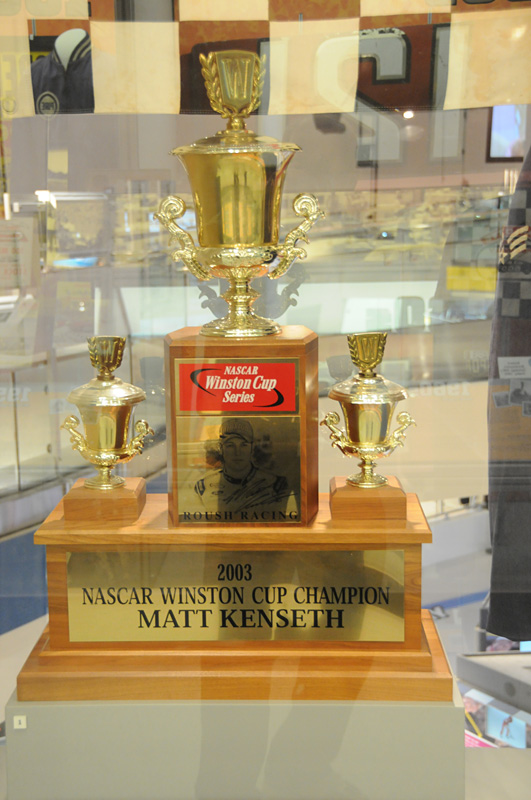 W
NASCAR
Winston Cup
Series
ROUSH RACING
2003
NASCAR WINSTON CUP CHAMPION
MATT KENSETH